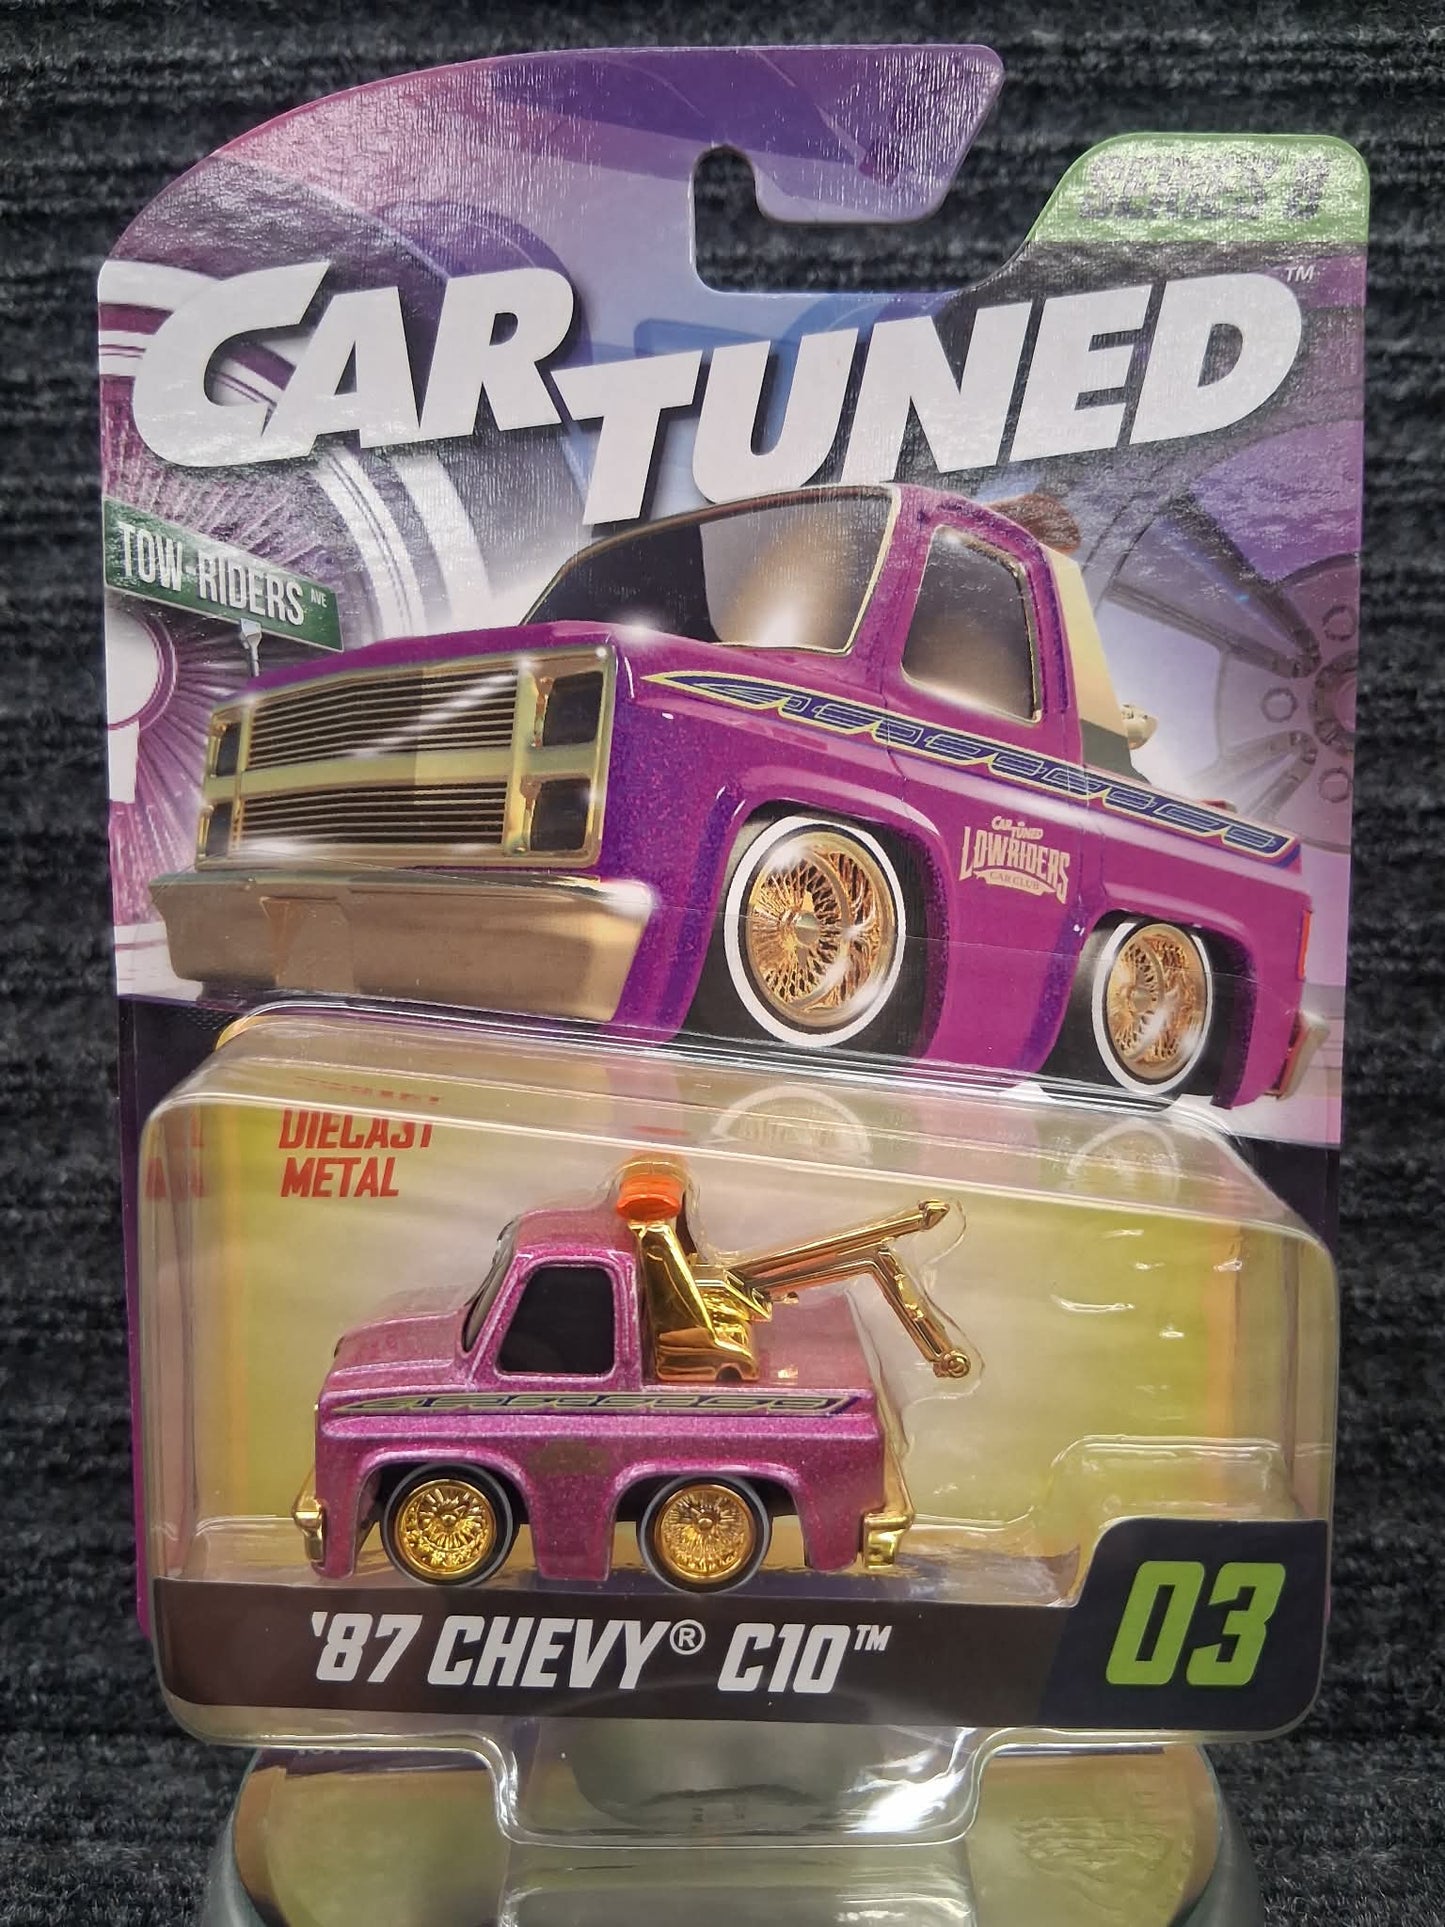 CAR TUNED™
TOW-RIDERS AVE
CAR TUNED
LOWRIDERS
CAR CLUB
DIECAST
METAL
'87 CHEVY® C10™
03